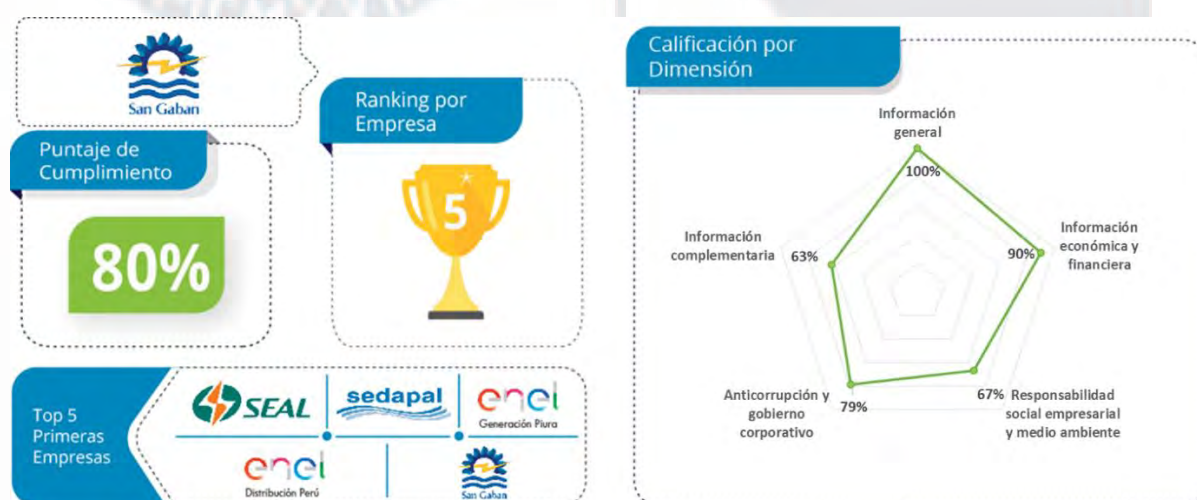 San Gaban
Puntaje de
Cumplimiento
80%
Ranking por
Empresa
5
Top 5
Primeras
Empresas
SEAL
sedapal
enel
Generación Piura
enel
Distribución Perú
San Gaban
Calificación por
Dimensión
Información
general
100%
Información
económica y
financiera
90%
Responsabilidad
social empresarial
y medio ambiente
67%
Anticorrupción y
gobierno
corporativo
79%
Información
complementaria
63%